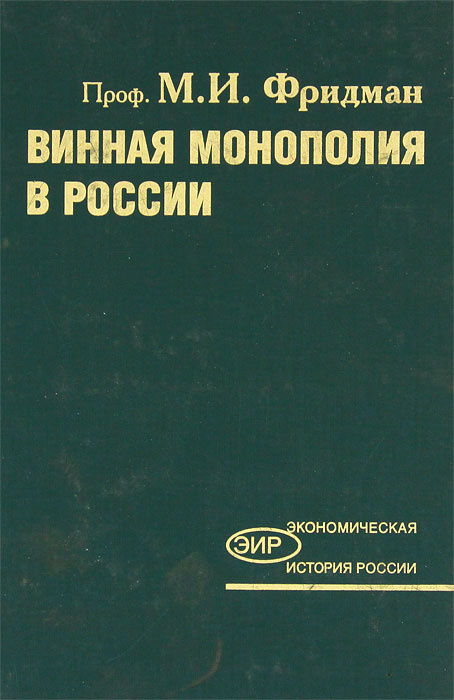 Проф. М.И. Фридман
ВИННАЯ МОНОПОЛИЯ
В РОССИИ
ЭКОНОМИЧЕСКАЯ
ЭИР
ИСТОРИЯ РОССИИ